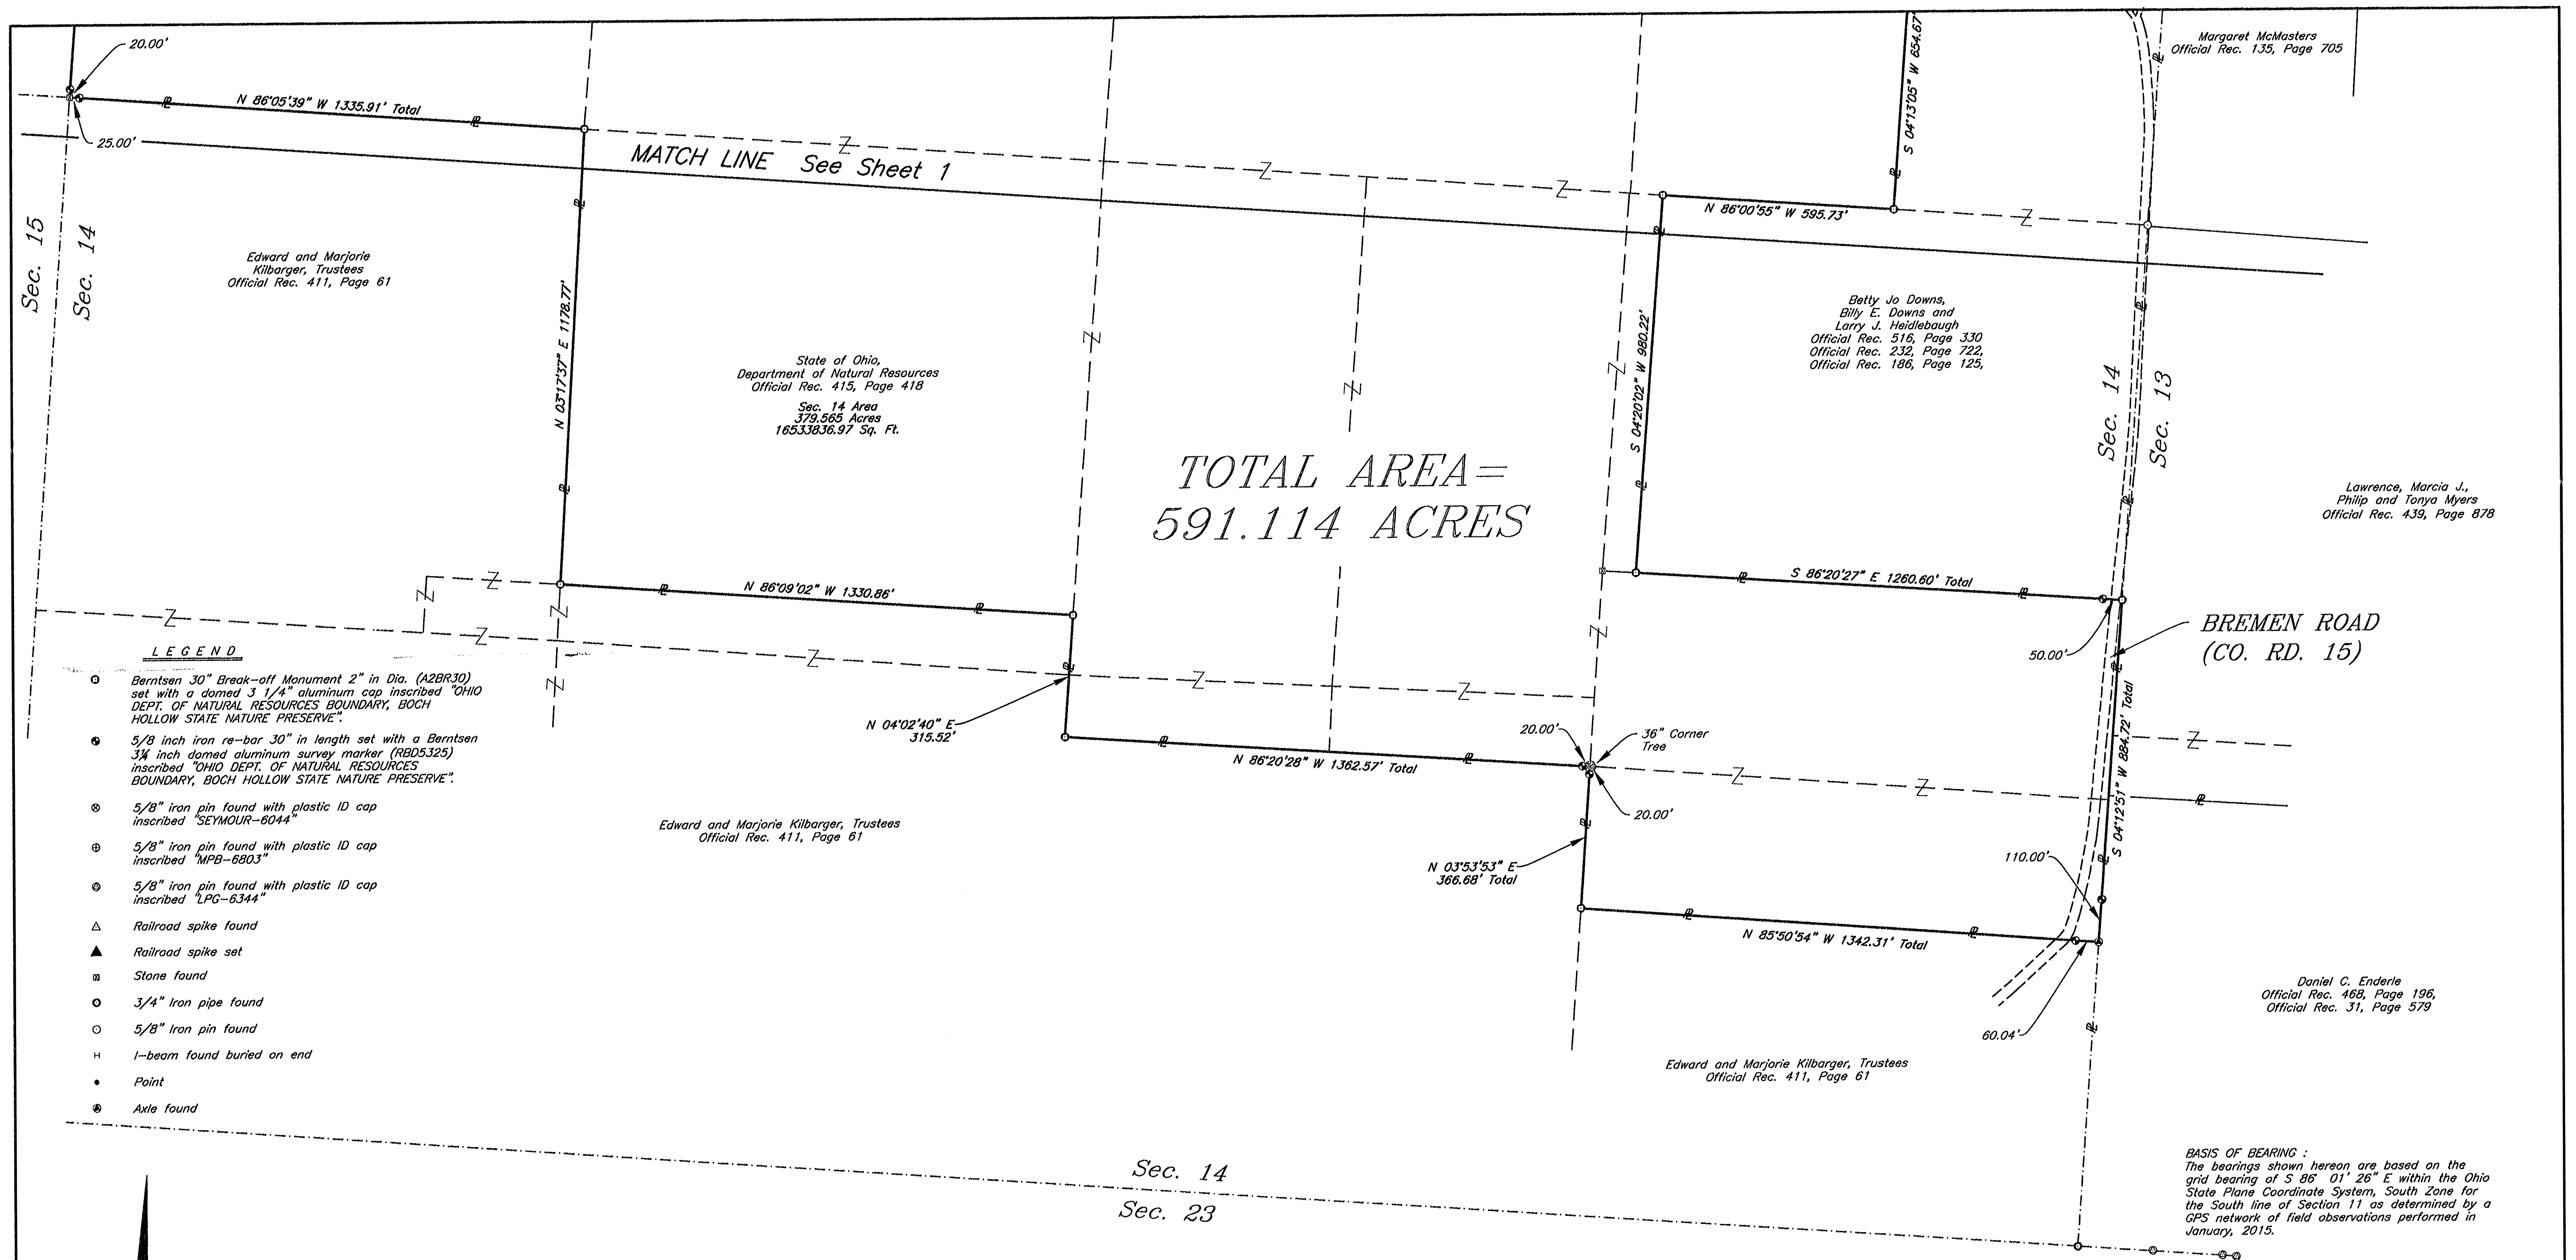 20.00'
N 86°05'39" W 1335.91' Total
25.00'
MATCH LINE See Sheet 1
S 04°13'05" W 654.67'
Margaret McMasters
Official Rec. 135, Page 705
N 86°00'55" W 595.73'
Sec. 15
Sec. 14
Edward and Marjorie
Kilbarger, Trustees
Official Rec. 411, Page 61
N 03°17'37" E 1178.77'
State of Ohio,
Department of Natural Resources
Official Rec. 415, Page 418
Sec. 14 Area
379.565 Acres
16533836.97 Sq. Ft.
TOTAL AREA=
591.114 ACRES
S 04°20'02" W 980.22'
Betty Jo Downs,
Billy E. Downs and
Larry J. Heidlebaugh
Official Rec. 516, Page 330
Official Rec. 232, Page 722,
Official Rec. 186, Page 125,
Sec. 14
Sec. 13
Lawrence, Marcia J.,
Philip and Tonya Myers
Official Rec. 439, Page 878
N 86°09'02" W 1330.86'
S 86°20'27" E 1260.60' Total
50.00'
BREMEN ROAD
(CO. RD. 15)
N 04°02'40" E
315.52'
N 86°20'28" W 1362.57' Total
20.00'
36" Corner
Tree
20.00'
S 04°12'51" W 884.72' Total
Edward and Marjorie Kilbarger, Trustees
Official Rec. 411, Page 61
N 03°53'53" E
366.68' Total
110.00'
N 85°50'54" W 1342.31' Total
60.04'
Daniel C. Enderle
Official Rec. 468, Page 196,
Official Rec. 31, Page 579
Edward and Marjorie Kilbarger, Trustees
Official Rec. 411, Page 61
LEGEND
Berntsen 30" Break-off Monument 2" in Dia. (A2BR30)
set with a domed 3 1/4" aluminum cap inscribed "OHIO
DEPT. OF NATURAL RESOURCES BOUNDARY, BOCH
HOLLOW STATE NATURE PRESERVE".
5/8 inch iron re-bar 30" in length set with a Berntsen
3¼ inch domed aluminum survey marker (RBD5325)
inscribed "OHIO DEPT. OF NATURAL RESOURCES
BOUNDARY, BOCH HOLLOW STATE NATURE PRESERVE".
5/8" iron pin found with plastic ID cap
inscribed "SEYMOUR-6044"
5/8" iron pin found with plastic ID cap
inscribed "MPB-6803"
5/8" iron pin found with plastic ID cap
inscribed "LPG-6344"
Railroad spike found
Railroad spike set
Stone found
3/4" Iron pipe found
5/8" Iron pin found
I-beam found buried on end
Point
Axle found
Sec. 14
Sec. 23
BASIS OF BEARING :
The bearings shown hereon are based on the
grid bearing of S 86° 01' 26" E within the Ohio
State Plane Coordinate System, South Zone for
the South line of Section 11 as determined by a
GPS network of field observations performed in
January, 2015.